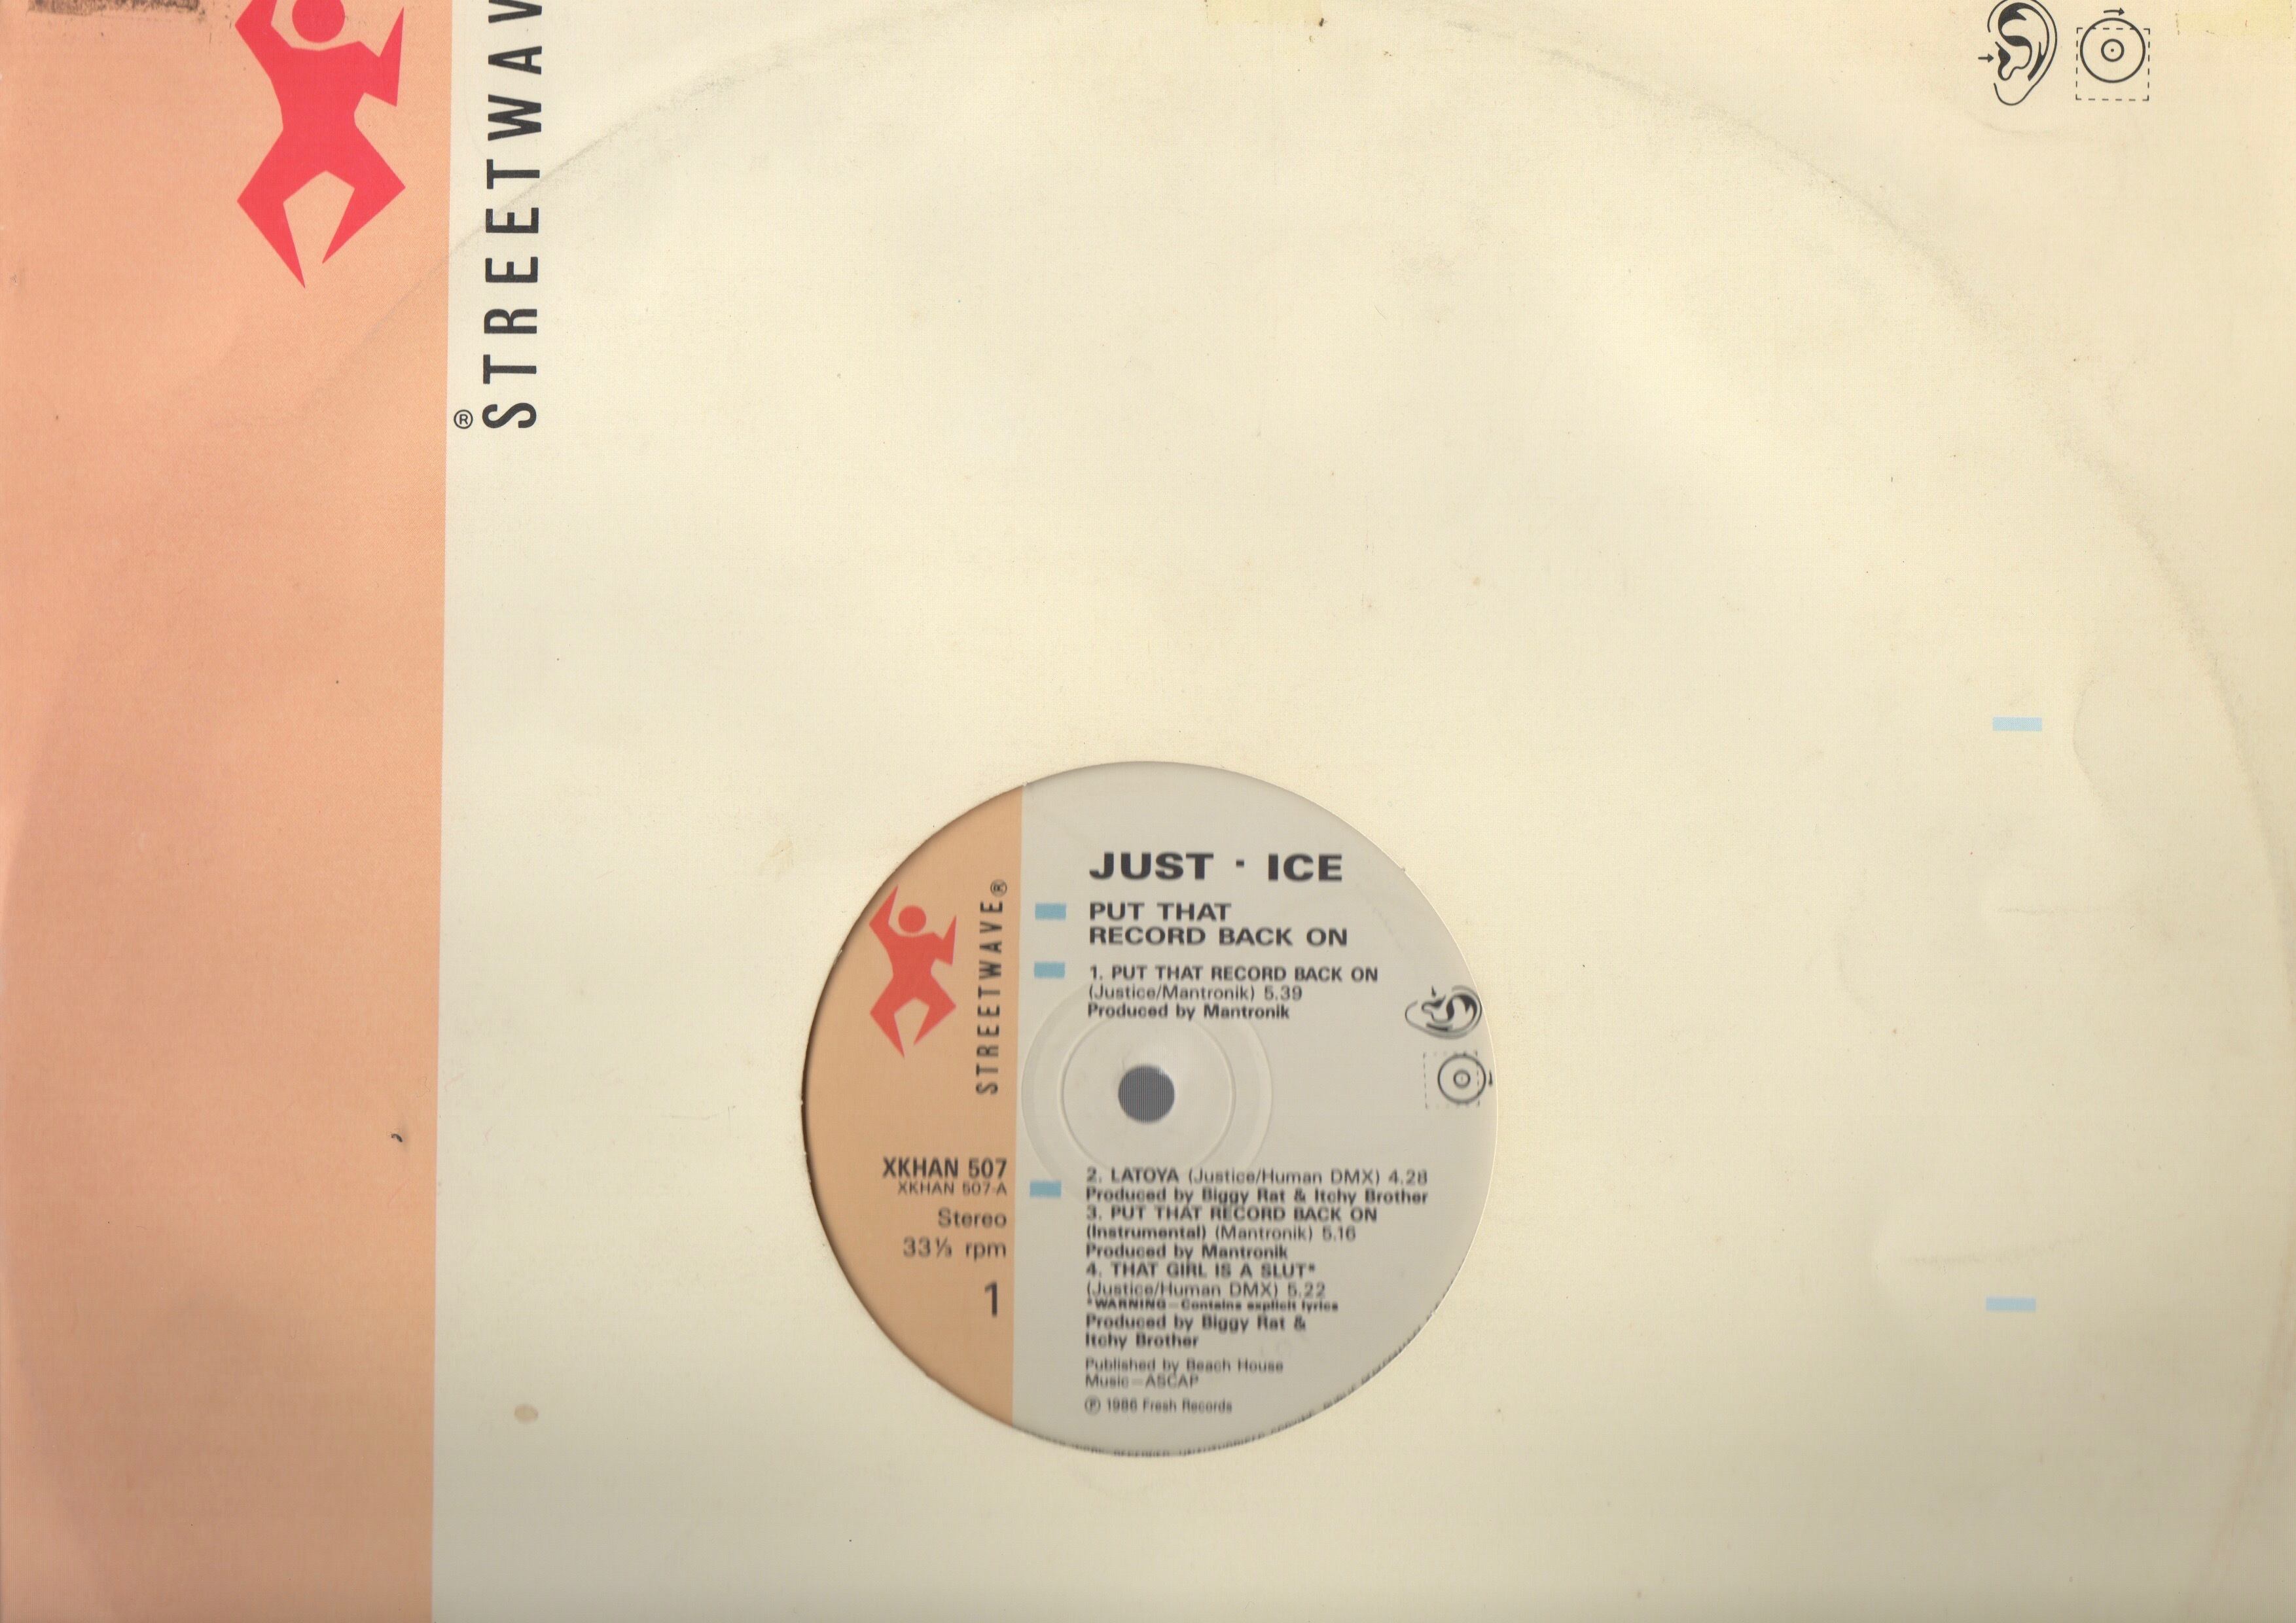 STREETWAV
®
JUST · ICE
PUT THAT
RECORD BACK ON
1. PUT THAT RECORD BACK ON
(Justice/Mantronik) 5.39
Produced by Mantronik
STREETWAVE®
XKHAN 507
XKHAN 507-A
Stereo
33⅓ rpm
1
2. LATOYA (Justice/Human DMX) 4.28
Produced by Biggy Rat & Itchy Brother
3. PUT THAT RECORD BACK ON
(Instrumental) (Mantronik) 5.16
Produced by Mantronik
4. THAT GIRL IS A SLUT*
(Justice/Human DMX) 5.22
*WARNING—Contains explicit lyrics
Produced by Biggy Rat &
Itchy Brother
Published by Beach House
Music—ASCAP
℗ 1986 Fresh Records